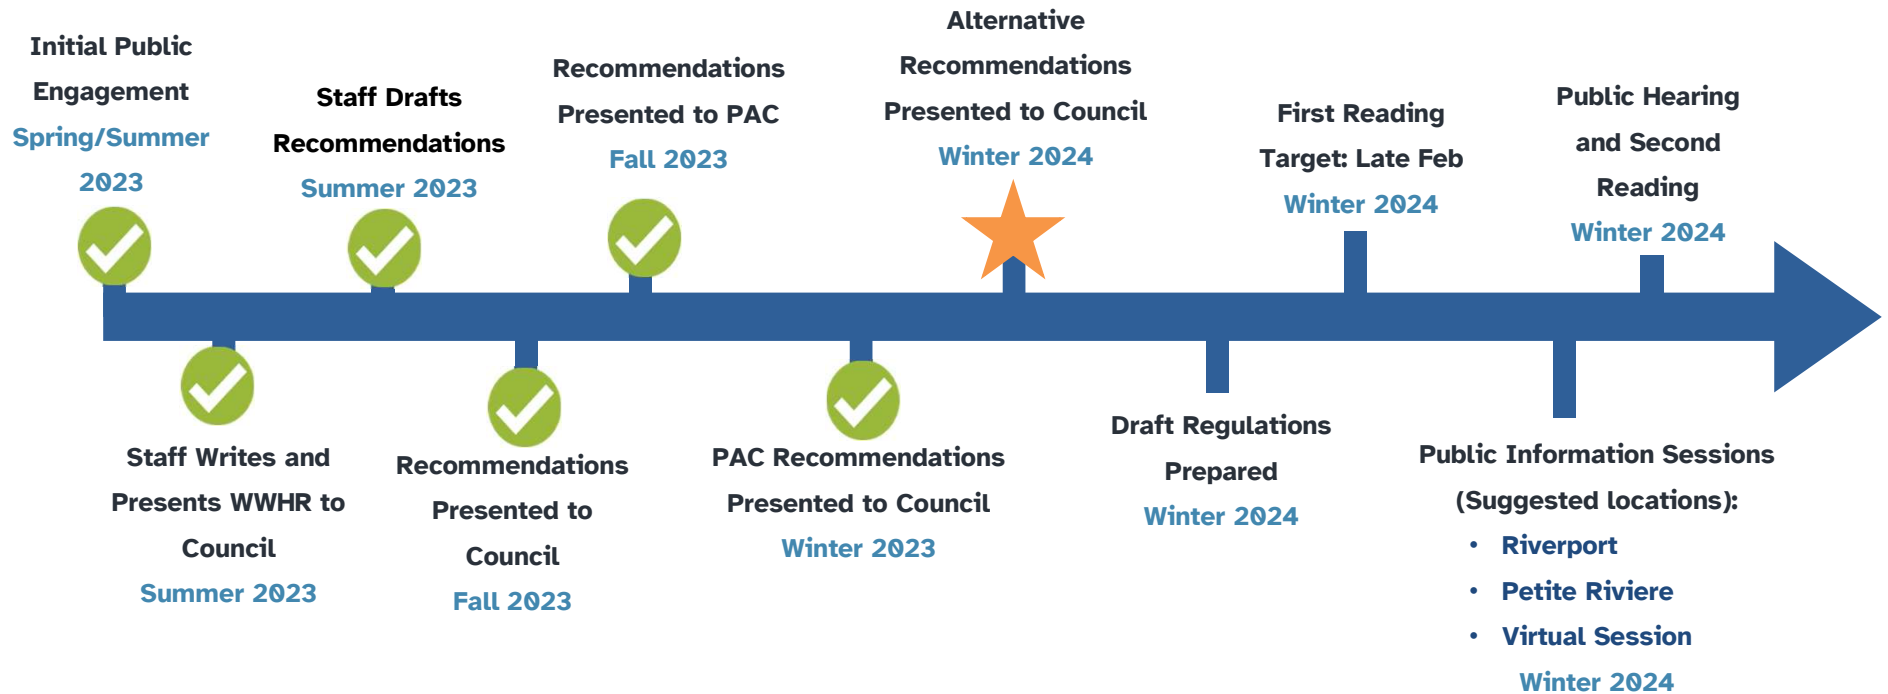 Initial Public
Engagement
Spring/Summer
2023
Staff Drafts
Recommendations
Summer 2023
Recommendations
Presented to PAC
Fall 2023
Alternative
Recommendations
Presented to Council
Winter 2024
First Reading
Target: Late Feb
Winter 2024
Public Hearing
and Second
Reading
Winter 2024
Staff Writes and
Presents WWHR to
Council
Summer 2023
Recommendations
Presented to
Council
Fall 2023
PAC Recommendations
Presented to Council
Winter 2023
Draft Regulations
Prepared
Winter 2024
Public Information Sessions
(Suggested locations):
• Riverport
• Petite Riviere
• Virtual Session
Winter 2024